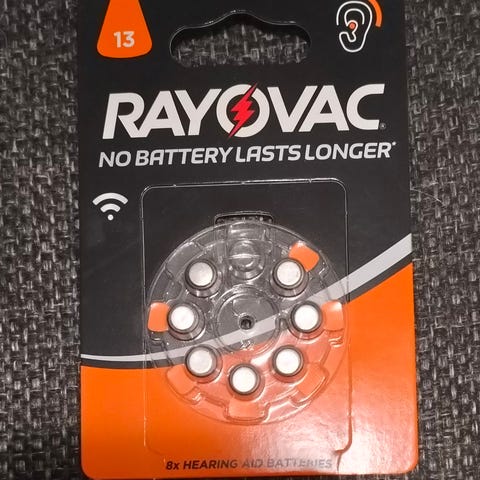 13
RAYOVAC®
NO BATTERY LASTS LONGER*
8x HEARING AID BATTERIES